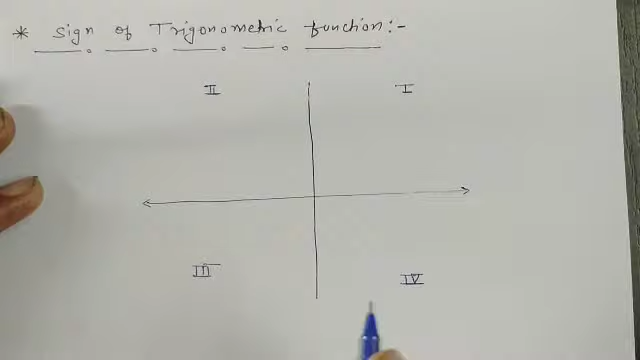 * Sign of Trigonometric function :-
II I
III IV